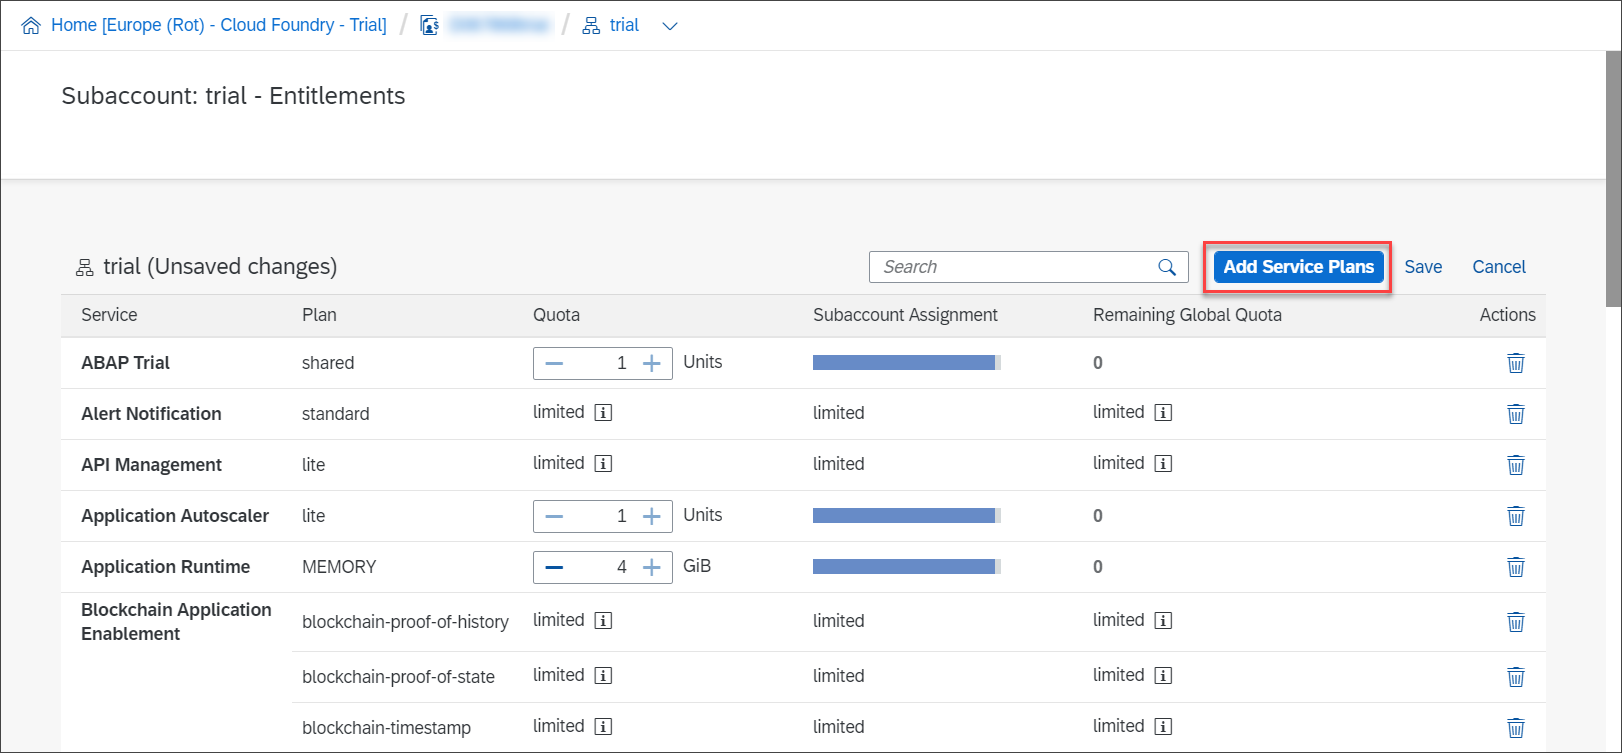 Home [Europe (Rot) - Cloud Foundry - Trial] / / trial
Subaccount: trial - Entitlements
trial (Unsaved changes) Search Add Service Plans Save Cancel
Service Plan Quota Subaccount Assignment Remaining Global Quota Actions
ABAP Trial shared 1 Units 0
Alert Notification standard limited limited limited
API Management lite limited limited limited
Application Autoscaler lite 1 Units 0
Application Runtime MEMORY 4 GiB 0
Blockchain Application
Enablement blockchain-proof-of-history limited limited limited
blockchain-proof-of-state limited limited limited
blockchain-timestamp limited limited limited